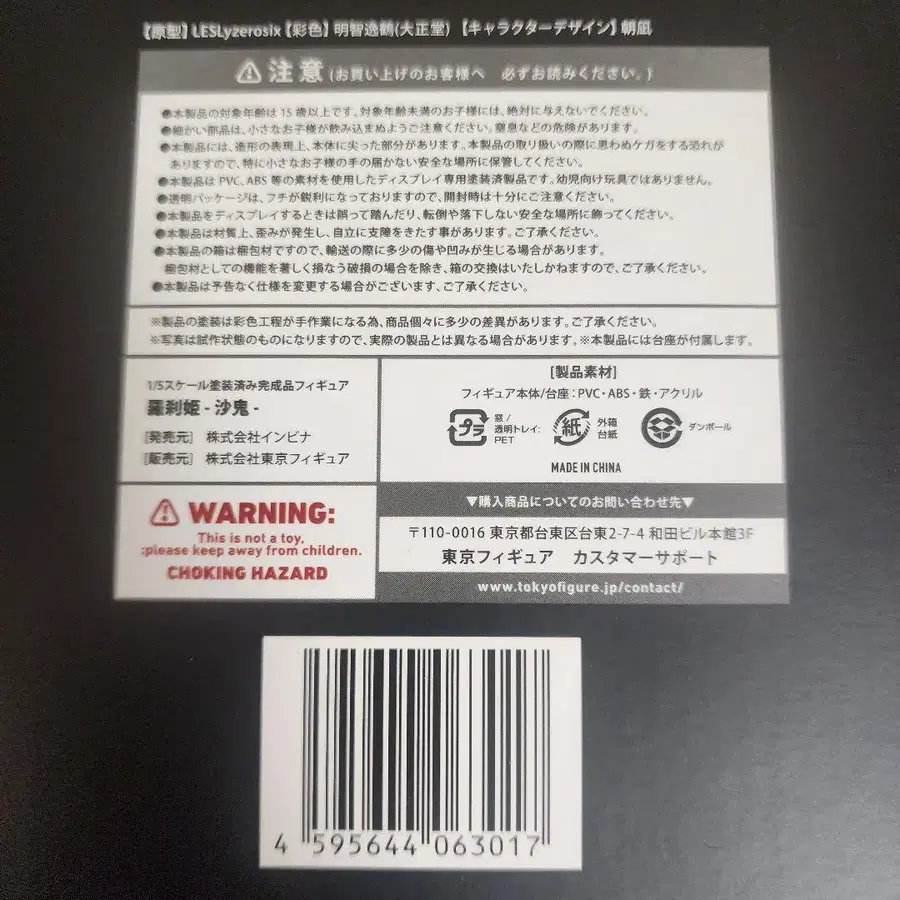 【原型】LESLyzerosix【彩色】明智逸鶴(大正堂)【キャラクターデザイン】朝凪
注意(お買い上げのお客様へ 必ずお読みください。)
●本製品の対象年齢は15歳以上です。対象年齢未満のお子様には、絶対に与えないでください。
●細かい部品は、小さなお子様が飲み込まぬようご注意ください。窒息などの危険があります。
●本製品には、造形の表現上、本体に尖った部分があります。本製品の取り扱いの際に思わぬケガをする恐れが
ありますので、特に小さなお子様の手の届かない安全な場所に保管してください。
●本製品はPVC、ABS等の素材を使用したディスプレイ専用塗装済製品です。幼児向け玩具ではありません。
●透明パッケージは、フチが鋭利になっておりますので、開封時は十分にご注意ください。
●本製品をディスプレイするときは誤って踏んだり、転倒や落下しない安全な場所に飾ってください。
●本製品は材質上、歪みが発生し、自立に支障をきたす事があります。ご了承ください。
●本製品の箱は梱包材ですので、輸送の際に多少の傷や凹みが生じる場合があります。
梱包材としての機能を著しく損なう破損の場合を除き、箱の交換はいたしかねますので、ご了承ください。
●本製品は予告なく仕様を変更する場合がございます、ご了承ください。
※製品の塗装は彩色工程が手作業になる為、商品個々に多少の差異があります。ご了承ください。
※写真は試作状態のものになりますので、実際の製品とは異なる場合があります。※本製品には台座が付属します。
1/5スケール塗装済み完成品フィギュア
羅刹姫 - 沙鬼 -
[発売元] 株式会社インビナ
[販売元] 株式会社東京フィギュア
[製品素材]
フィギュア本体/台座：PVC・ABS・鉄・アクリル
プラ 窓/透明トレイ：PET
紙 外箱 台紙
ダンボール
MADE IN CHINA
WARNING:
This is not a toy,
:please keep away from children.
CHOKING HAZARD
▼購入商品についてのお問い合わせ先▼
〒110-0016 東京都台東区台東2-7-4 和田ビル本館3F
東京フィギュア カスタマーサポート
www.tokyofigure.jp/contact/
4 595644 063017